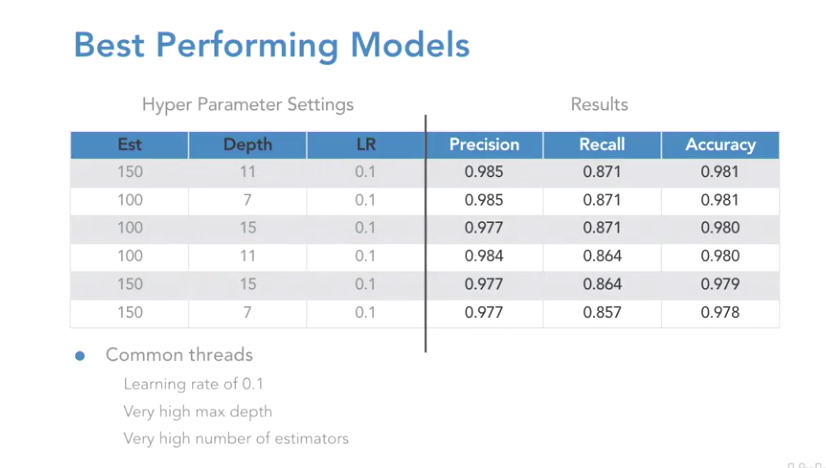 Best Performing Models
Hyper Parameter Settings Results
Est Depth LR Precision Recall Accuracy
150 11 0.1 0.985 0.871 0.981
100 7 0.1 0.985 0.871 0.981
100 15 0.1 0.977 0.871 0.980
100 11 0.1 0.984 0.864 0.980
150 15 0.1 0.977 0.864 0.979
150 7 0.1 0.977 0.857 0.978
● Common threads
Learning rate of 0.1
Very high max depth
Very high number of estimators